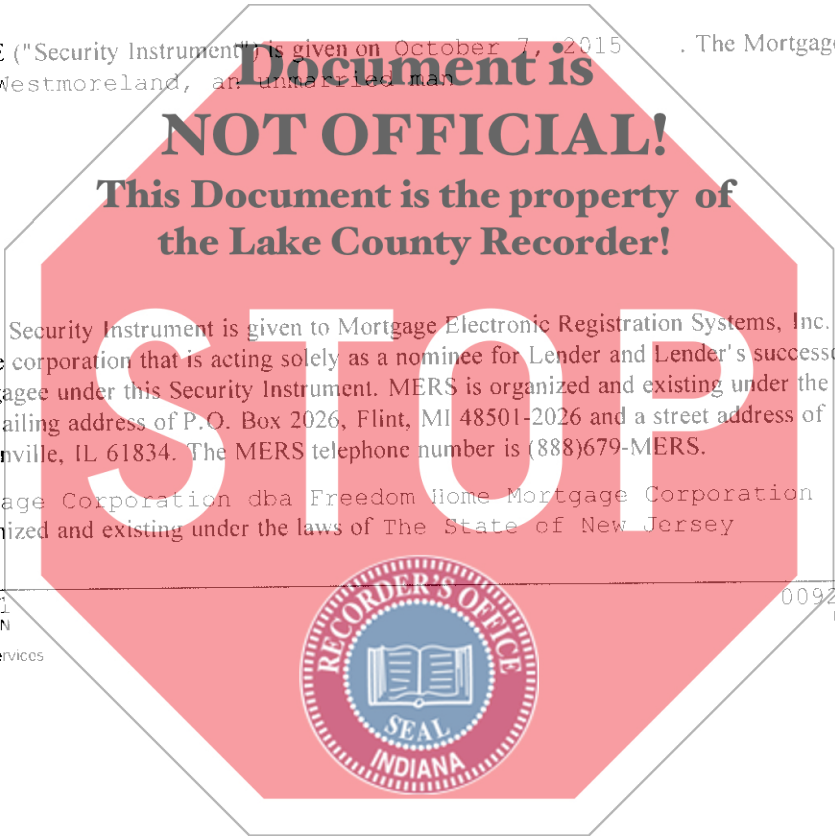 ("Security Instrument") is given on October 7, 2015 . The Mortgag
Westmoreland, an unmarried man
Document is
NOT OFFICIAL!
This Document is the property of
the Lake County Recorder!
Security Instrument is given to Mortgage Electronic Registration Systems, Inc.
corporation that is acting solely as a nominee for Lender and Lender's successo
agee under this Security Instrument. MERS is organized and existing under the
ailing address of P.O. Box 2026, Flint, MI 48501-2026 and a street address of
nville, IL 61834. The MERS telephone number is (888)679-MERS.
STOP
age Corporation dba Freedom Home Mortgage Corporation
nized and existing under the laws of The State of New Jersey
1
0092
N
ervices
RECORDER'S OFFICE
SEAL
INDIANA